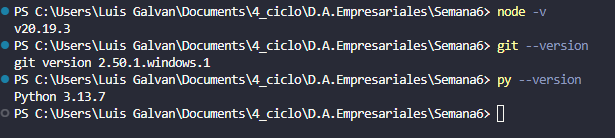 PS C:\Users\Luis Galvan\Documents\4_ciclo\D.A.Empresariales\Semana6> node -v
v20.19.3
PS C:\Users\Luis Galvan\Documents\4_ciclo\D.A.Empresariales\Semana6> git --version
git version 2.50.1.windows.1
PS C:\Users\Luis Galvan\Documents\4_ciclo\D.A.Empresariales\Semana6> py --version
Python 3.13.7
PS C:\Users\Luis Galvan\Documents\4_ciclo\D.A.Empresariales\Semana6>